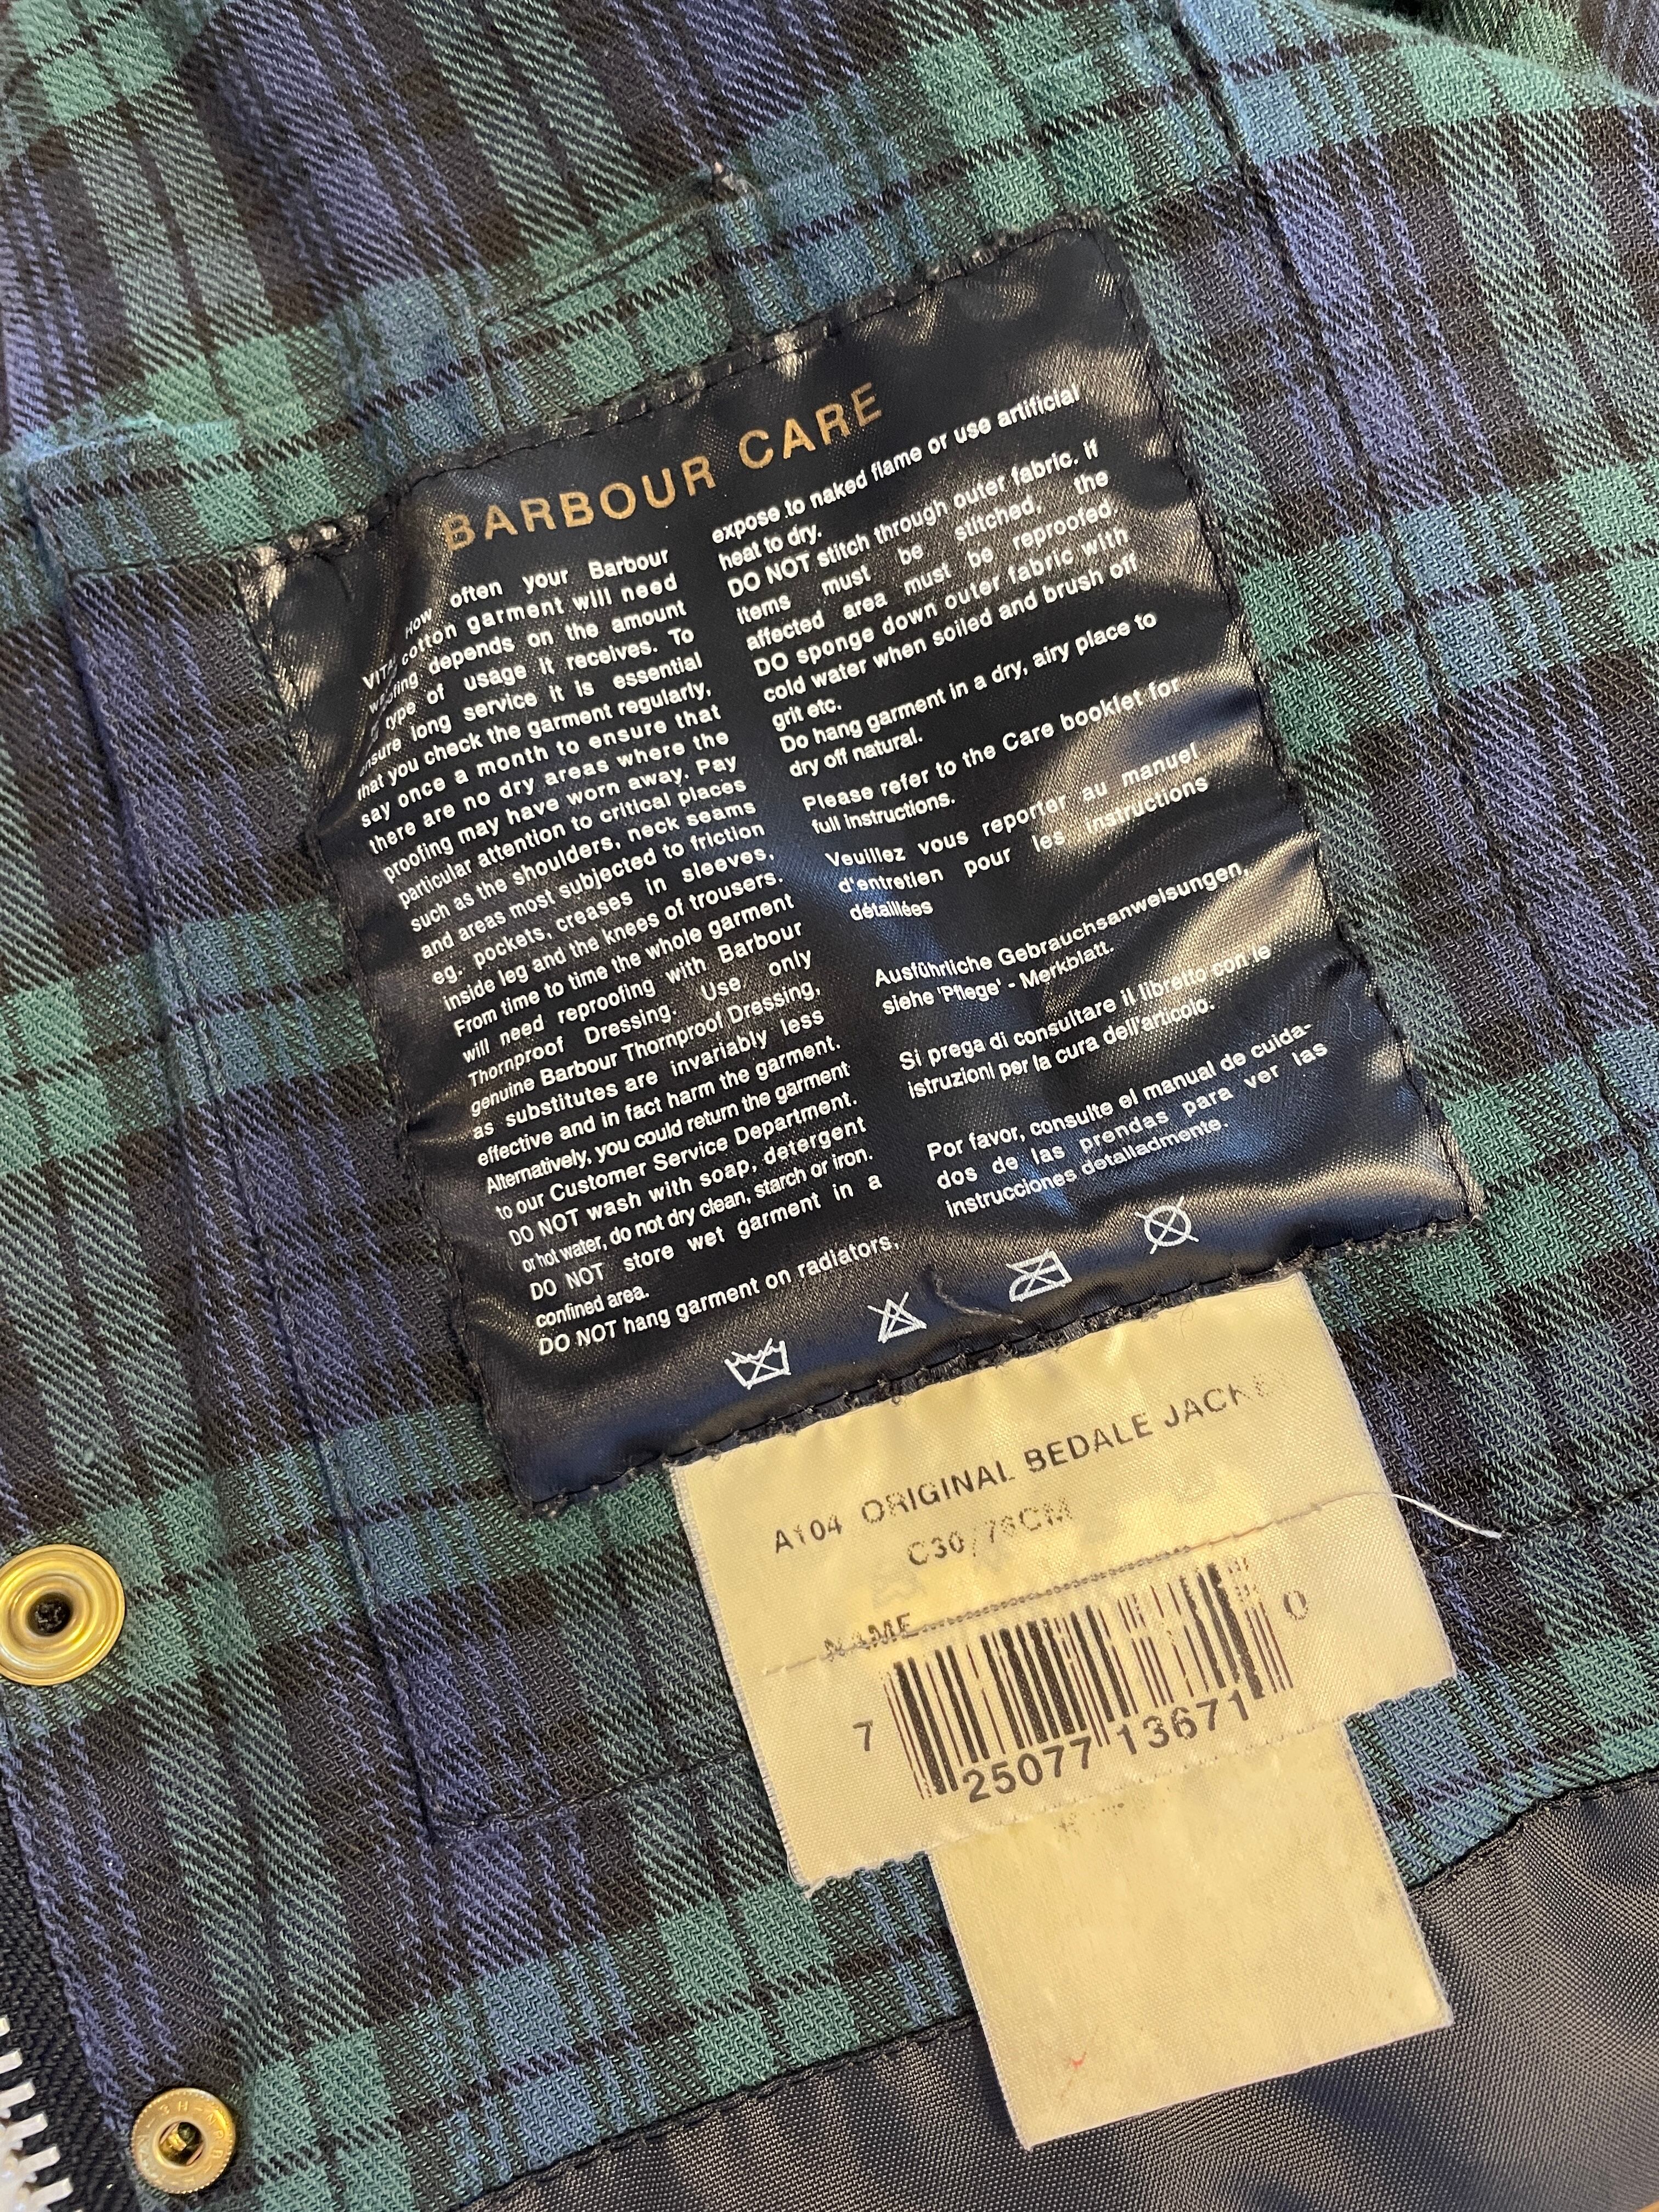 BARBOUR CARE
VITAL How often your Barbour
cotton garment will need
proofing depends on the amount
or type of usage it receives. To
ensure long service it is essential
that you check the garment regularly,
say once a month to ensure that
there are no dry areas where the
proofing may have worn away. Pay
particular attention to critical places
such as the shoulders, neck seams
and areas most subjected to friction
eg. pockets, creases in sleeves,
inside leg and the knees of trousers.
From time to time the whole garment
will need reproofing with Barbour
Thornproof Dressing. Use only
genuine Barbour Thornproof Dressing,
as substitutes are invariably less
effective and in fact harm the garment.
Alternatively, you could return the garment
to our Customer Service Department.
DO NOT wash with soap, detergent
or hot water, do not dry clean, starch or iron.
DO NOT store wet garment in a
confined area.
DO NOT hang garment on radiators,
expose to naked flame or use artificial
heat to dry.
DO NOT stitch through outer fabric. If
items must be stitched, the
affected area must be reproofed.
DO sponge down outer fabric with
cold water when soiled and brush off
grit etc.
Do hang garment in a dry, airy place to
dry off natural.
Please refer to the Care booklet for
full instructions.
Veuillez vous reporter au manuel
d'entretien pour les instructions
détaillées
Ausführliche Gebrauchsanweisungen,
siehe 'Pflege' - Merkblatt.
Si prega di consultare il libretto con le
istruzioni per la cura dell'articolo.
Por favor, consulte el manual de cuida-
dos de las prendas para ver las
instrucciones detalladmente.
A104 ORIGINAL BEDALE JACKE
C30/76CM
NAME
7 25077 13671 0